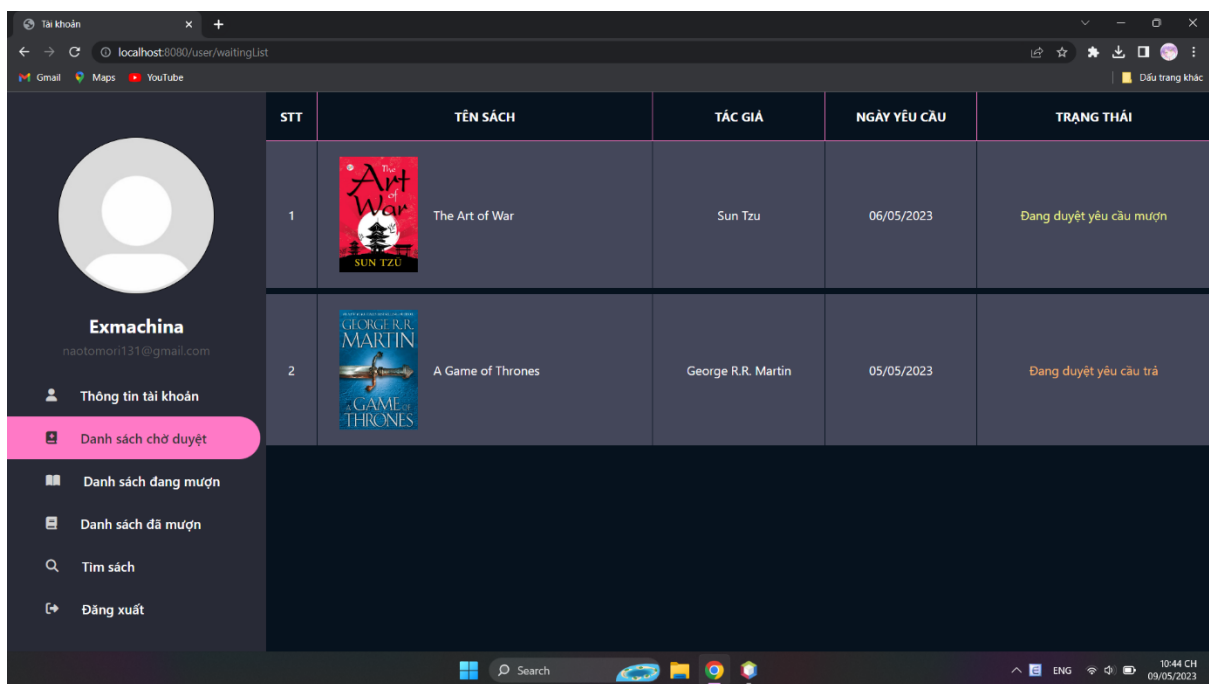 Tài khoản
localhost:8080/user/waitingList
Gmail Maps YouTube Dấu trang khác
STT TÊN SÁCH TÁC GIẢ NGÀY YÊU CẦU TRẠNG THÁI
The
Art
of
War
SUN TZU
1 The Art of War Sun Tzu 06/05/2023 Đang duyệt yêu cầu mượn
GEORGE R.R.
MARTIN
A GAME OF
THRONES
2 A Game of Thrones George R.R. Martin 05/05/2023 Đang duyệt yêu cầu trả
Exmachina
naotomori131@gmail.com
Thông tin tài khoản
Danh sách chờ duyệt
Danh sách đang mượn
Danh sách đã mượn
Tìm sách
Đăng xuất
Search
ENG
10:44 CH
09/05/2023